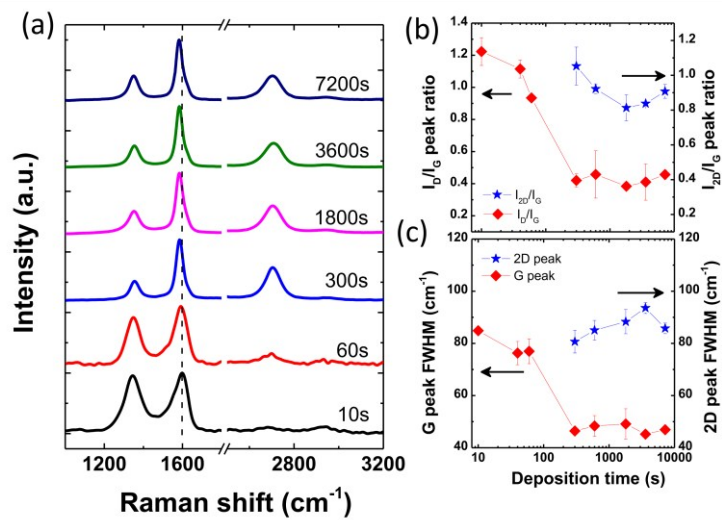 (a)
7200s
3600s
1800s
300s
60s
10s
Intensity (a.u.)
1200 1600 2800 3200
Raman shift (cm-1)
(b)
1.4
1.2
1.0
0.8
0.6
0.4
0.2
I_D/I_G peak ratio
I_2D/I_G
I_D/I_G
1.2
1.0
0.8
0.6
0.4
0.2
I_2D/I_G peak ratio
(c)
120
100
80
60
40
G peak FWHM (cm-1)
2D peak
G peak
120
100
80
60
40
2D peak FWHM (cm-1)
10 100 1000 10000
Deposition time (s)